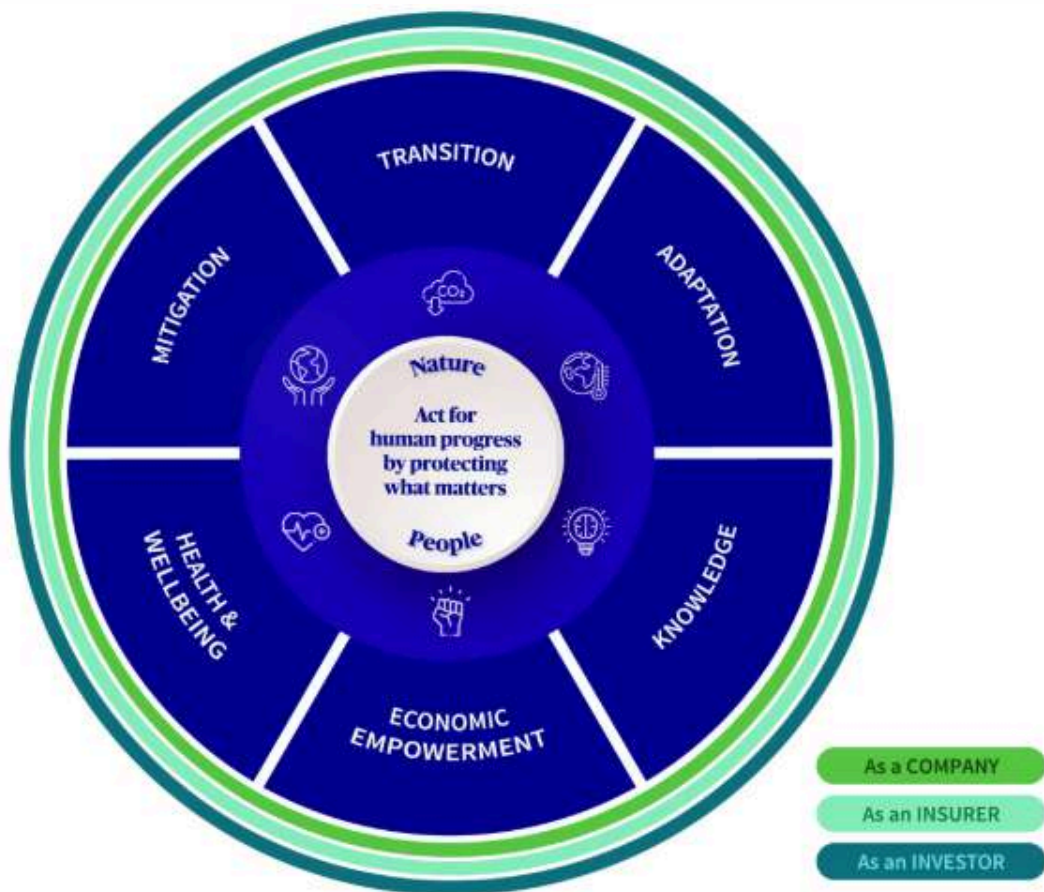 TRANSITION
MITIGATION
ADAPTATION
CO₂
Nature
Act for
human progress
by protecting
what matters
People
HEALTH &
WELLBEING
KNOWLEDGE
ECONOMIC
EMPOWERMENT
As a COMPANY
As an INSURER
As an INVESTOR